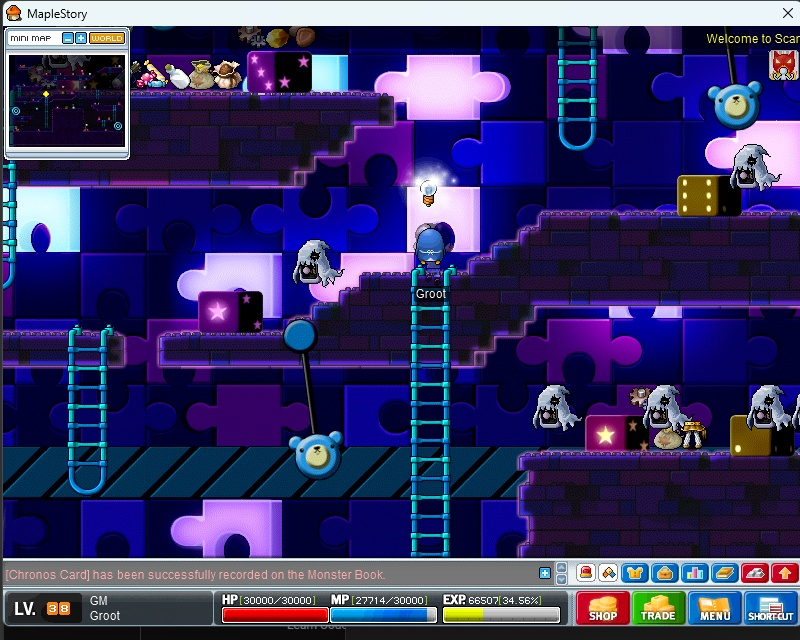 MapleStory
MINI MAP
WORLD
Welcome to Scar
Groot
[Chronos Card] has been successfully recorded on the Monster Book.
LV. 38
GM
Groot
HP[30000/30000]
MP[27714/30000]
EXP.66507[34.56%]
SHOP
TRADE
MENU
SHORTCUT